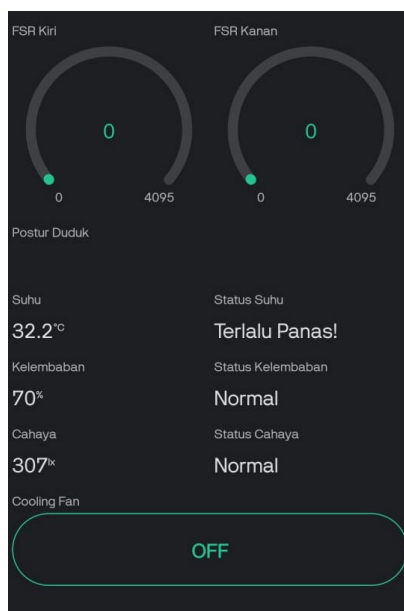 FSR Kiri FSR Kanan
0 0
0 4095 0 4095
Postur Duduk
Suhu Status Suhu
32.2°C Terlalu Panas!
Kelembaban Status Kelembaban
70% Normal
Cahaya Status Cahaya
307lx Normal
Cooling Fan
OFF